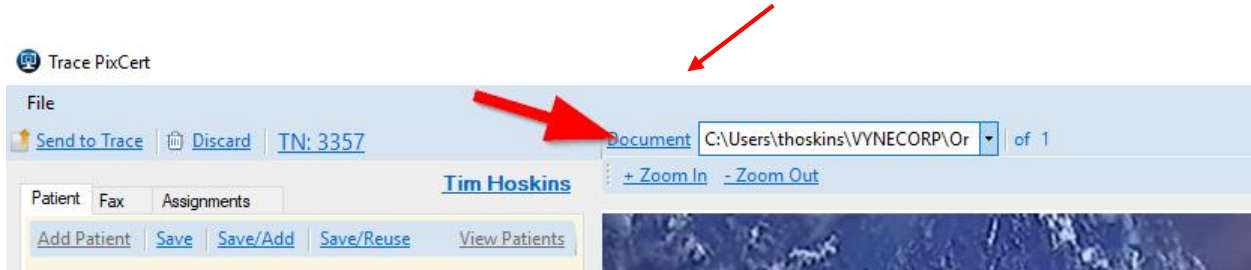 Trace PixCert
File
Send to Trace Discard TN: 3357 Document C:\Users\thoskins\VYNECORP\Or of 1
+ Zoom In - Zoom Out
Tim Hoskins
Patient Fax Assignments
Add Patient Save Save/Add Save/Reuse View Patients